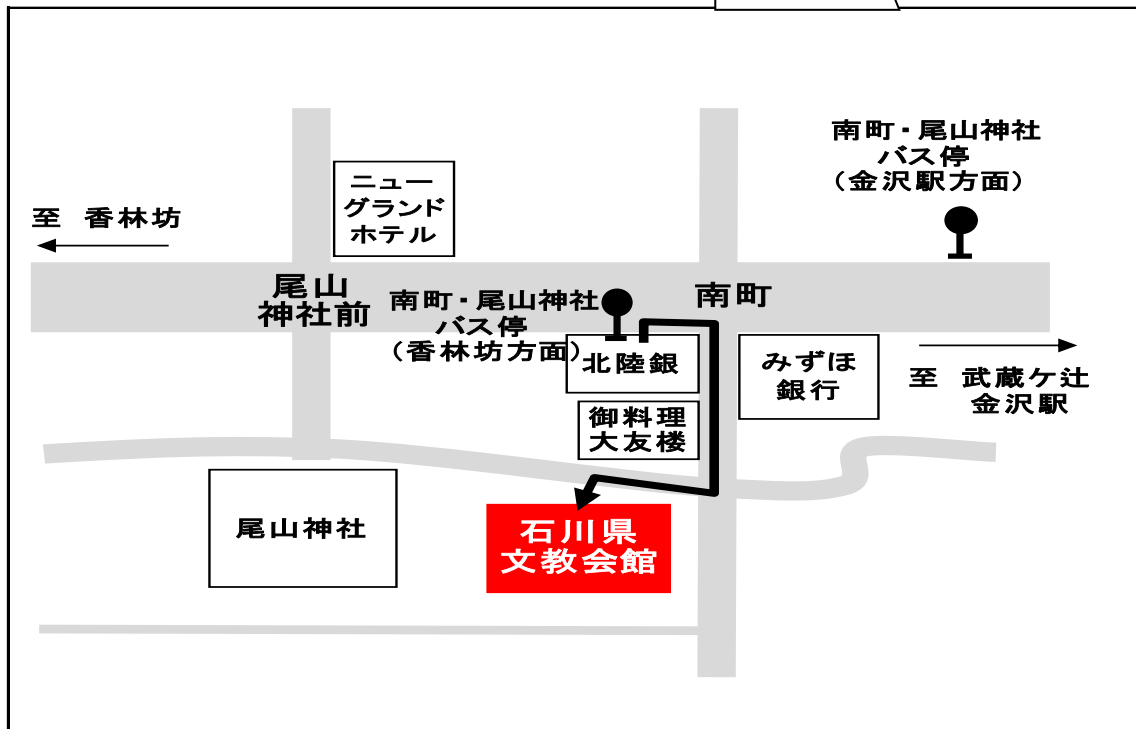 南町・尾山神社
バス停
（金沢駅方面）
ニュー
グランド
ホテル
至 香林坊
尾山
神社前
南町・尾山神社
バス停
（香林坊方面）
南町
北陸銀
みずほ
銀行
至 武蔵ケ辻
金沢駅
御料理
大友楼
尾山神社
石川県
文教会館